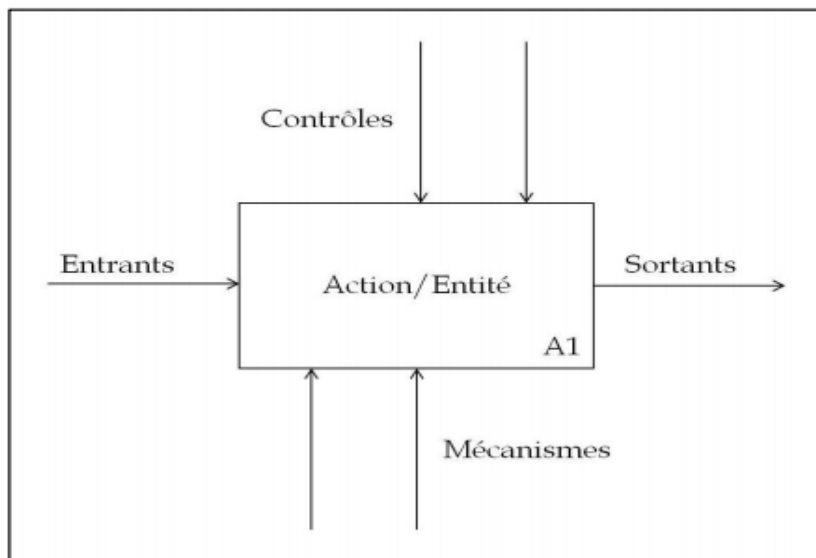 Contrôles
Entrants
Action/Entité
Sortants
A1
Mécanismes